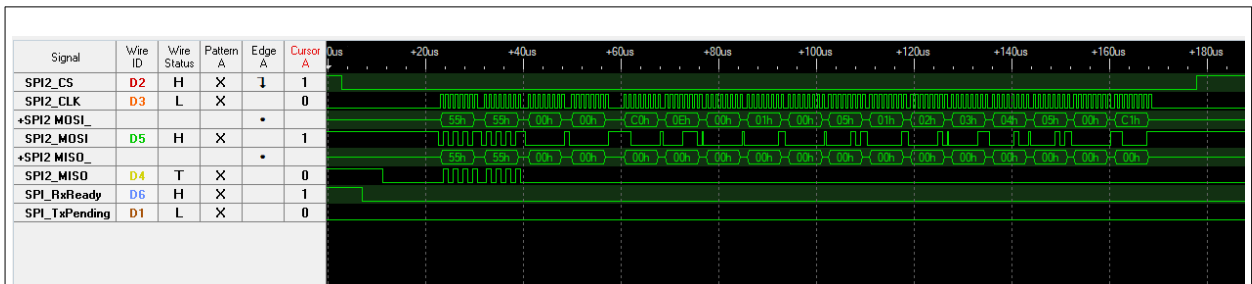 Signal Wire ID Wire Status Pattern A Edge A Cursor A 0us +20us +40us +60us +80us +100us +120us +140us +160us +180us
SPI2_CS D2 H X ↴ 1
SPI2_CLK D3 L X 0
+SPI2 MOSI_ • 55h 55h 00h 00h C0h 0Eh 00h 01h 00h 05h 01h 02h 03h 04h 05h 00h C1h
SPI2_MOSI D5 H X 1
+SPI2 MISO_ • 55h 55h 00h 00h 00h 00h 00h 00h 00h 00h 00h 00h 00h 00h 00h 00h 00h
SPI2_MISO D4 T X 0
SPI_RxReady D6 H X 1
SPI_TxPending D1 L X 0